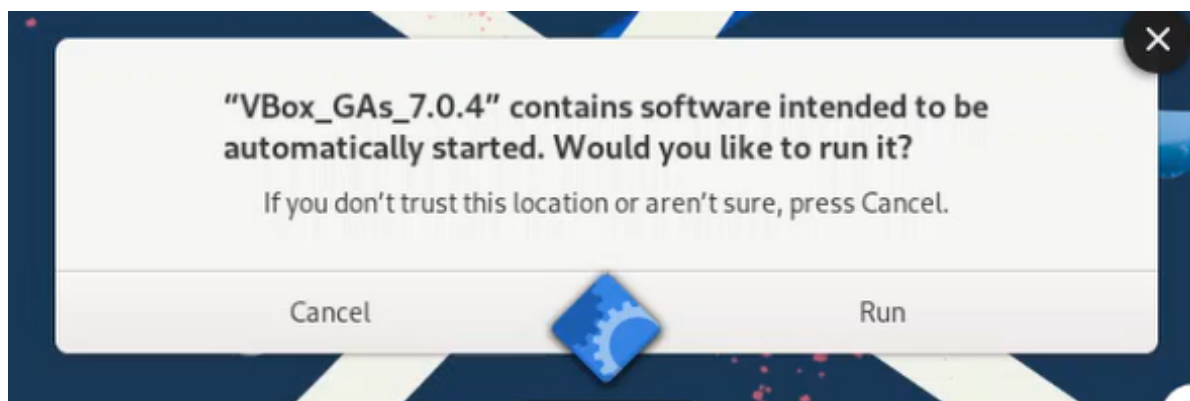 “VBox_GAs_7.0.4” contains software intended to be
automatically started. Would you like to run it?
If you don’t trust this location or aren’t sure, press Cancel.
Cancel
Run